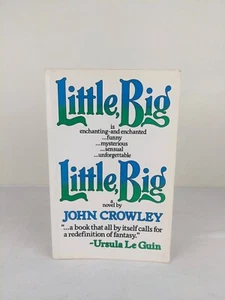 Little, Big
is
enchanting-and enchanted
...funny
...mysterious
...sensual
...unforgettable
Little, Big
a
novel by
JOHN CROWLEY
"...a book that all by itself calls for
a redefinition of fantasy."
-Ursula Le Guin